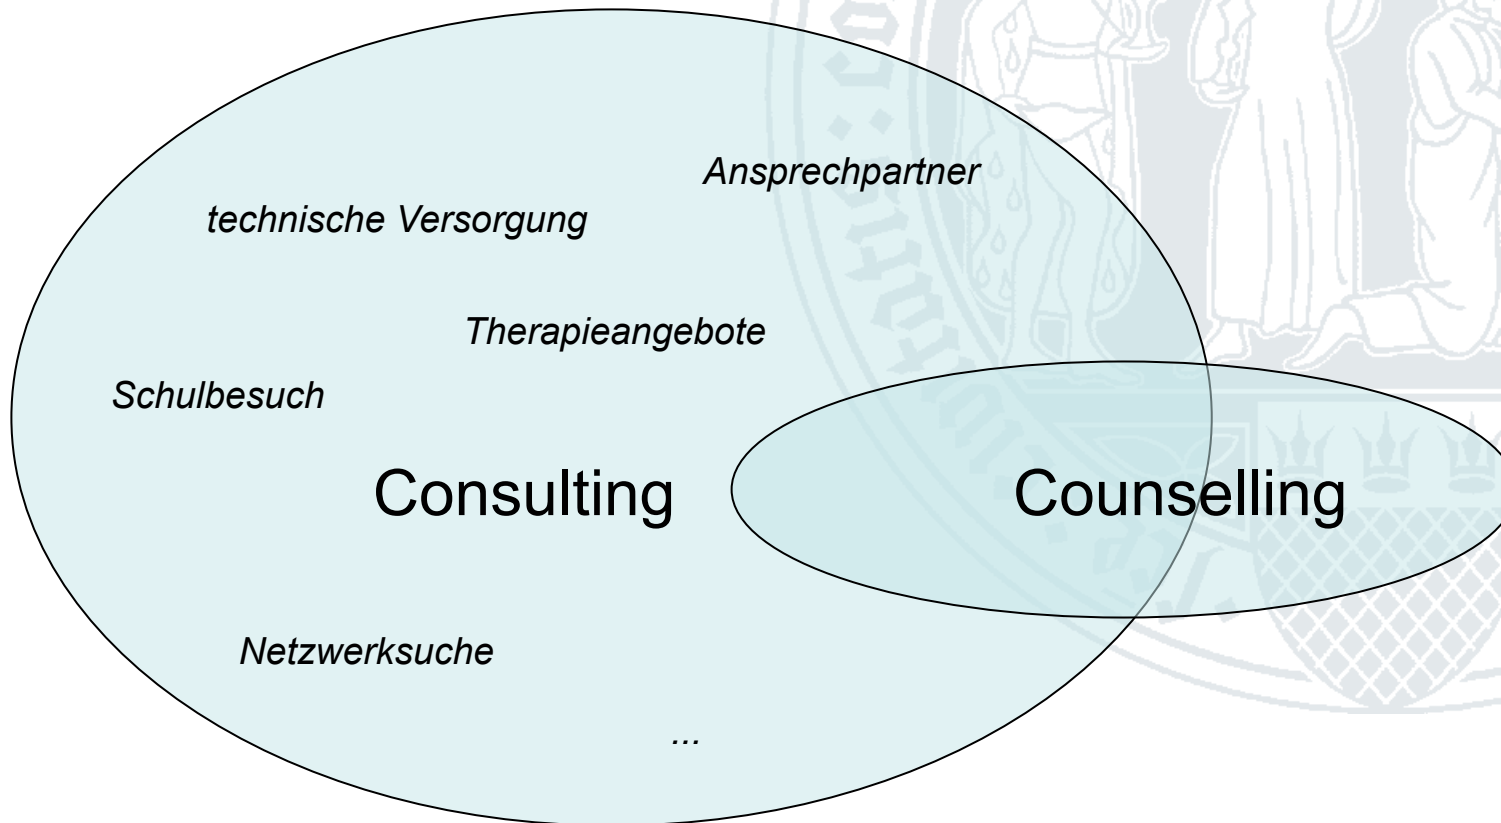 Ansprechpartner
technische Versorgung
Therapieangebote
Schulbesuch
Consulting
Counselling
Netzwerksuche
...